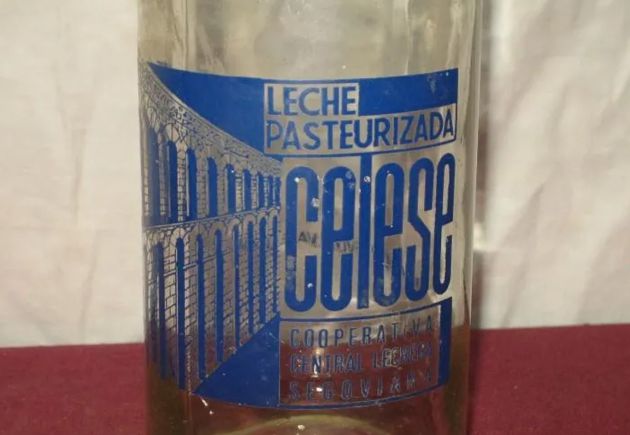 LECHE
PASTEURIZADA
celese
COOPERATIVA
CENTRAL LECHERA
SEGOVIANA